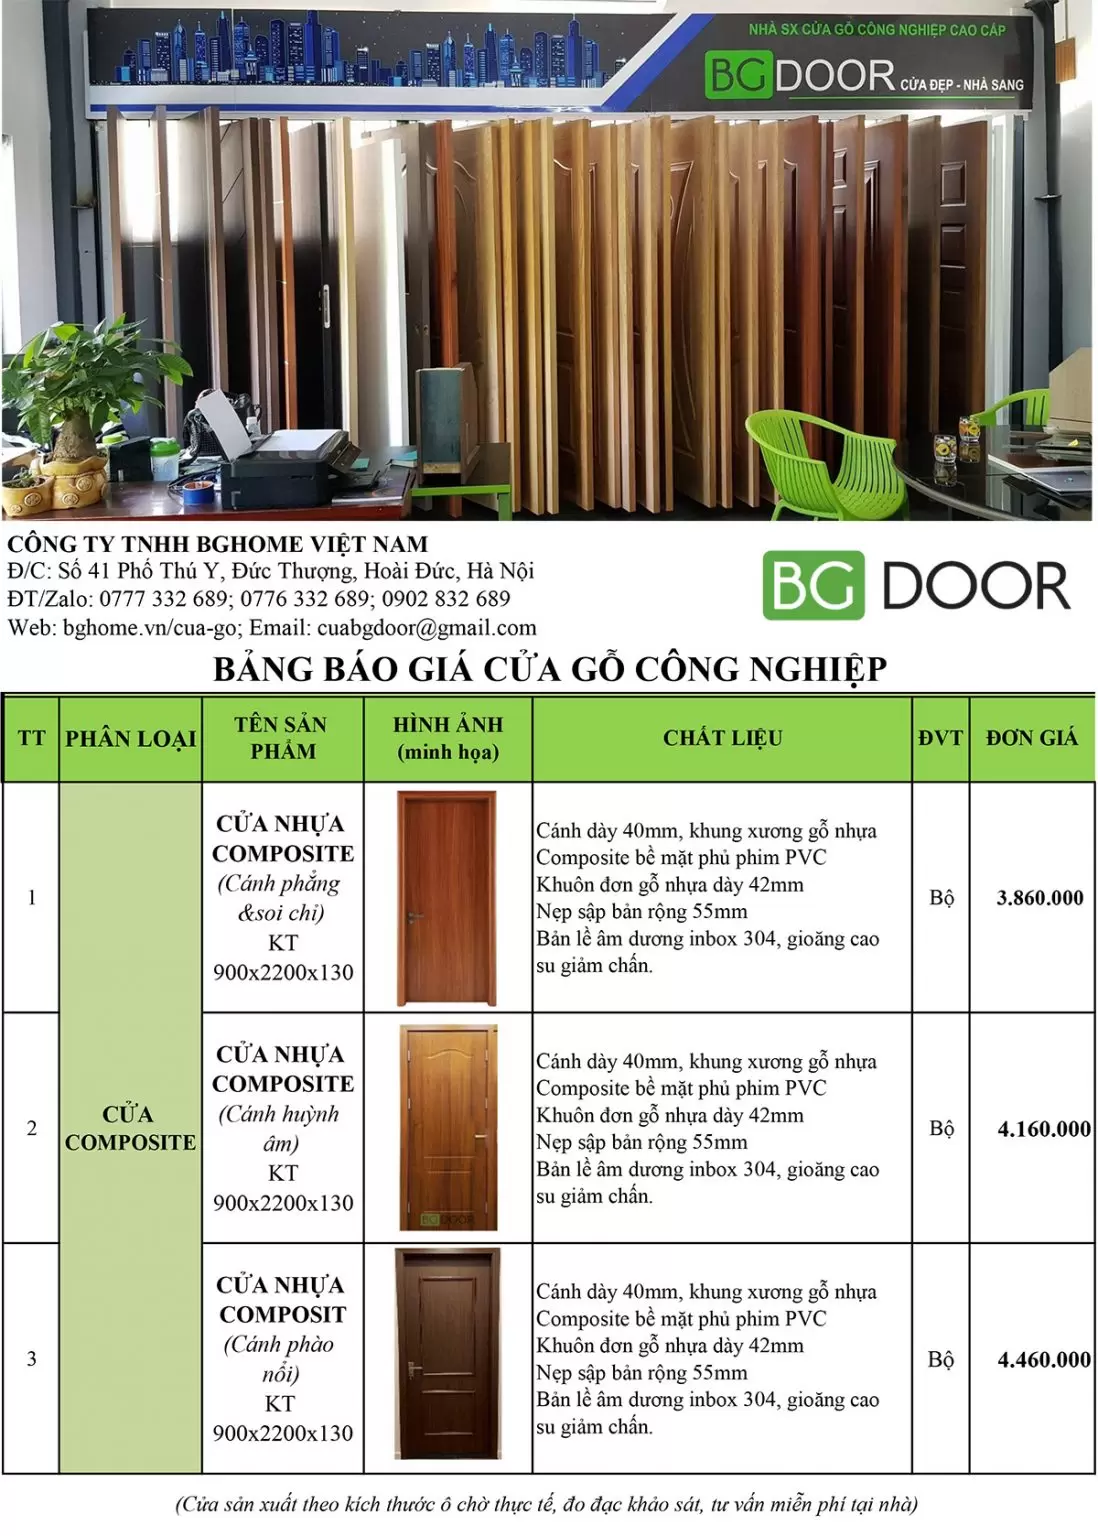 NHÀ SX CỬA GỖ CÔNG NGHIỆP CAO CẤP
BG DOOR CỬA ĐẸP - NHÀ SANG
CÔNG TY TNHH BGHOME VIỆT NAM
Đ/C: Số 41 Phố Thú Y, Đức Thượng, Hoài Đức, Hà Nội
ĐT/Zalo: 0777 332 689; 0776 332 689; 0902 832 689
Web: bghome.vn/cua-go; Email: cuabgdoor@gmail.com
BG DOOR
BẢNG BÁO GIÁ CỬA GỖ CÔNG NGHIỆP
TT
PHÂN LOẠI
TÊN SẢN
PHẨM
HÌNH ẢNH
(minh họa)
CHẤT LIỆU
ĐVT
ĐƠN GIÁ
1
CỬA NHỰA
COMPOSITE
(Cánh phẳng
&soi chỉ)
KT
900x2200x130
Cánh dày 40mm, khung xương gỗ nhựa
Composite bề mặt phủ phim PVC
Khuôn đơn gỗ nhựa dày 42mm
Nẹp sập bản rộng 55mm
Bản lề âm dương inbox 304, gioăng cao
su giảm chấn.
Bộ
3.860.000
CỬA
COMPOSITE
2
CỬA NHỰA
COMPOSITE
(Cánh huỳnh
âm)
KT
900x2200x130
BG DOOR
Cánh dày 40mm, khung xương gỗ nhựa
Composite bề mặt phủ phim PVC
Khuôn đơn gỗ nhựa dày 42mm
Nẹp sập bản rộng 55mm
Bản lề âm dương inbox 304, gioăng cao
su giảm chấn.
Bộ
4.160.000
3
CỬA NHỰA
COMPOSIT
(Cánh phào
nổi)
KT
900x2200x130
Cánh dày 40mm, khung xương gỗ nhựa
Composite bề mặt phủ phim PVC
Khuôn đơn gỗ nhựa dày 42mm
Nẹp sập bản rộng 55mm
Bản lề âm dương inbox 304, gioăng cao
su giảm chấn.
Bộ
4.460.000
(Cửa sản xuất theo kích thước ô chờ thực tế, đo đạc khảo sát, tư vấn miễn phí tại nhà)